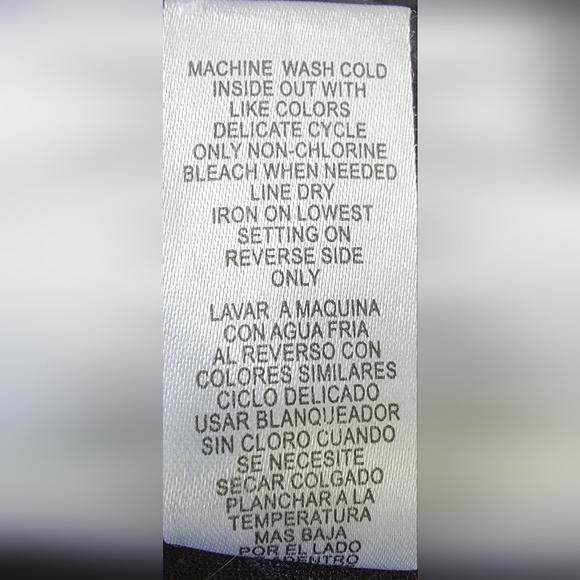 MACHINE WASH COLD
INSIDE OUT WITH
LIKE COLORS
DELICATE CYCLE
ONLY NON-CHLORINE
BLEACH WHEN NEEDED
LINE DRY
IRON ON LOWEST
SETTING ON
REVERSE SIDE
ONLY
LAVAR A MAQUINA
CON AGUA FRIA
AL REVERSO CON
COLORES SIMILARES
CICLO DELICADO
USAR BLANQUEADOR
SIN CLORO CUANDO
SE NECESITE
SECAR COLGADO
PLANCHAR A LA
TEMPERATURA
MAS BAJA
POR EL LADO